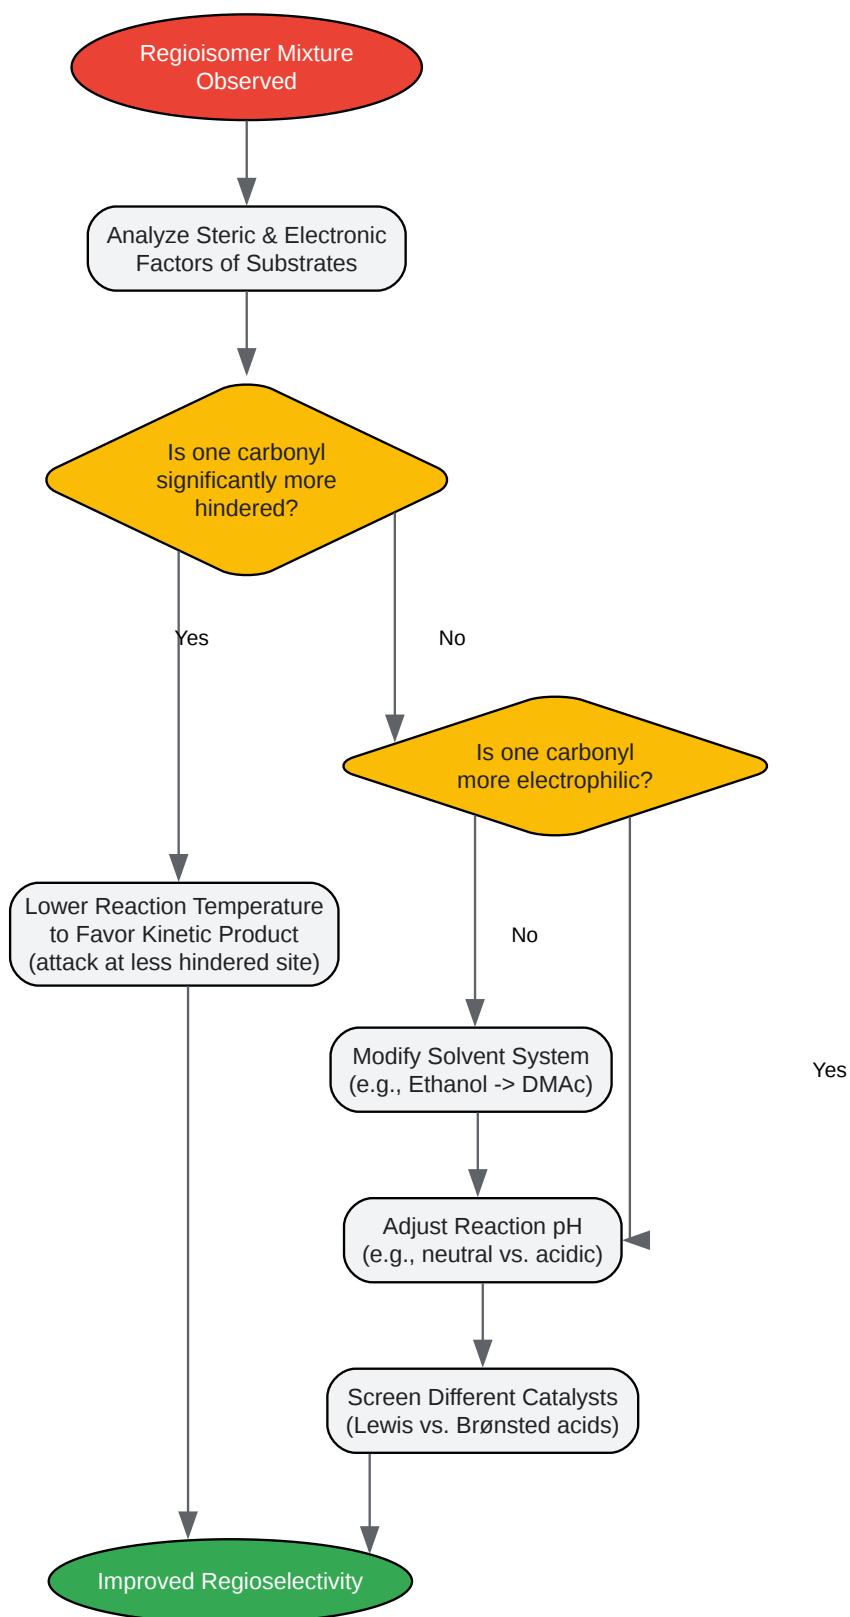 Regioisomer Mixture
Observed
Analyze Steric & Electronic
Factors of Substrates
Is one carbonyl
significantly more
hindered?
Yes
No
Is one carbonyl
more electrophilic?
Lower Reaction Temperature
to Favor Kinetic Product
(attack at less hindered site)
No
Modify Solvent System
(e.g., Ethanol -> DMAc)
Yes
Adjust Reaction pH
(e.g., neutral vs. acidic)
Screen Different Catalysts
(Lewis vs. Brønsted acids)
Improved Regioselectivity